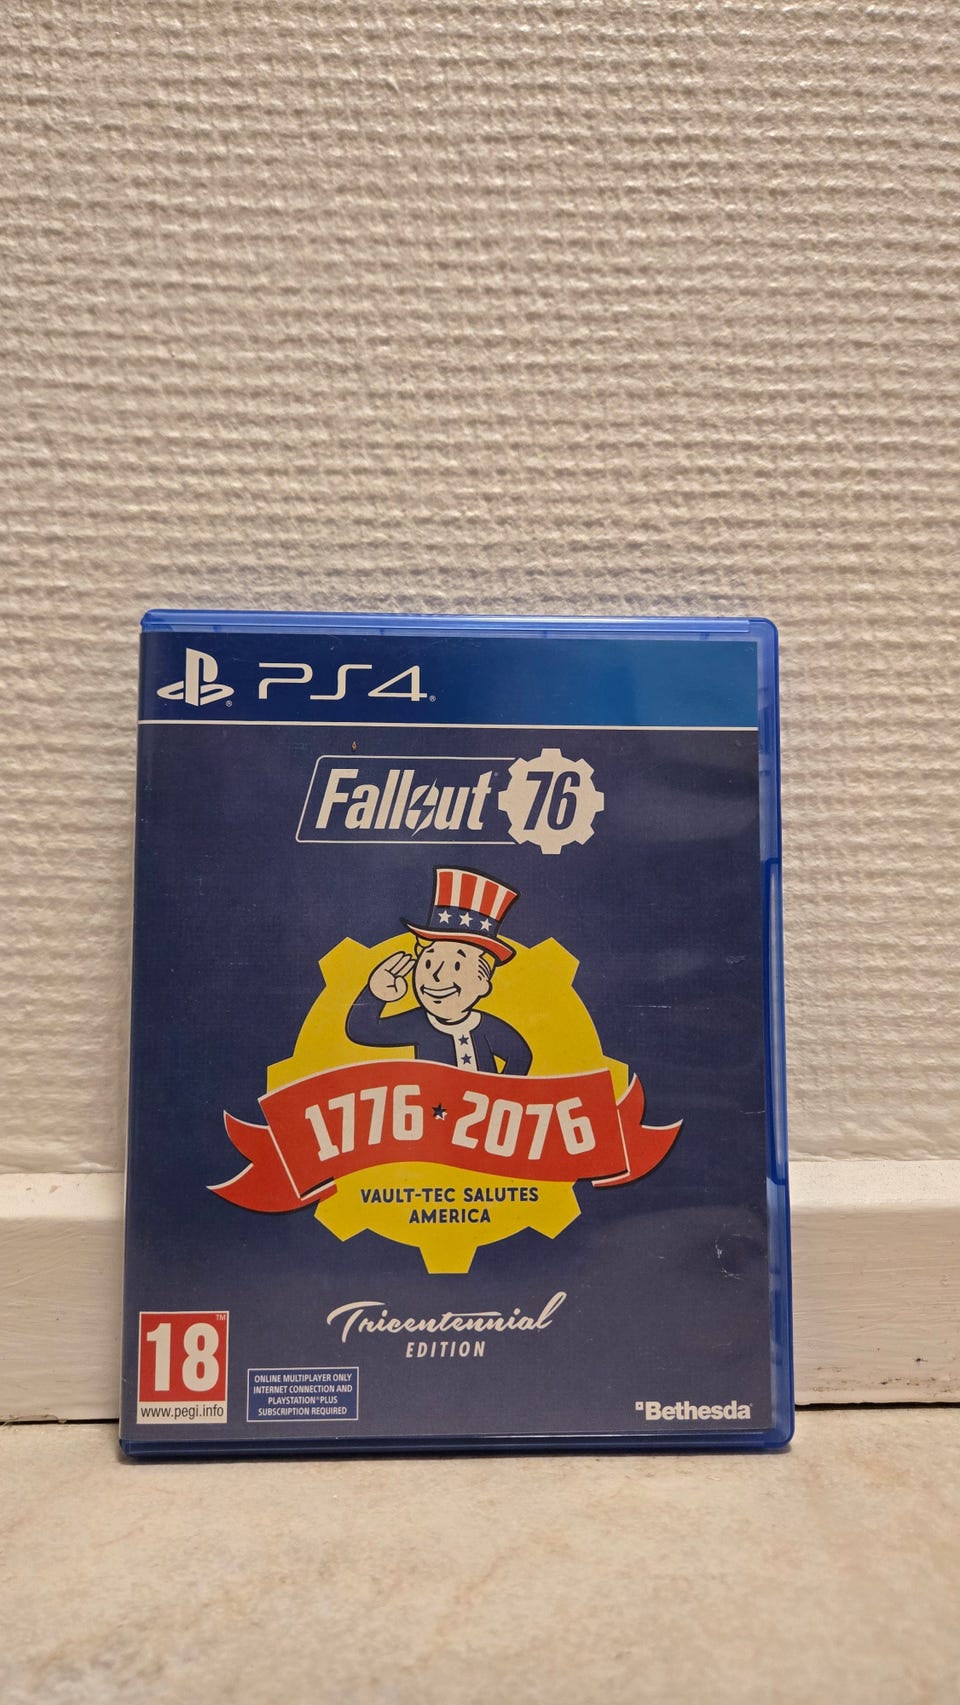 PS4
Fallout 76
1776 ★ 2076
VAULT-TEC SALUTES
AMERICA
Tricentennial
EDITION
18™
www.pegi.info
ONLINE MULTIPLAYER ONLY
INTERNET CONNECTION AND
PLAYSTATION®PLUS
SUBSCRIPTION REQUIRED
Bethesda